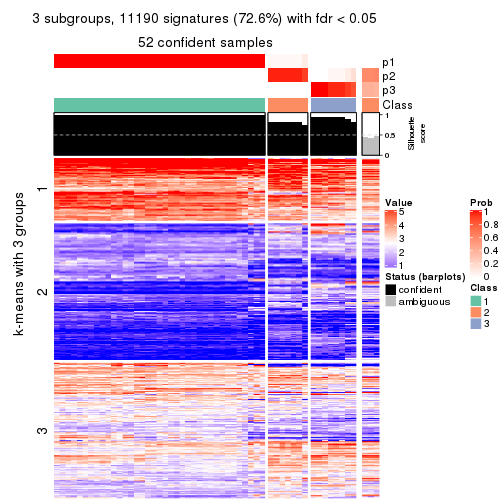 3 subgroups, 11190 signatures (72.6%) with fdr < 0.05
52 confident samples
p1
p2
p3
Class
1
0.5
0
Silhouette
score
k-means with 3 groups
1
2
3
Value
5
4
3
2
1
Status (barplots)
confident
ambiguous
Prob
1
0.8
0.6
0.4
0.2
0
Class
1
2
3